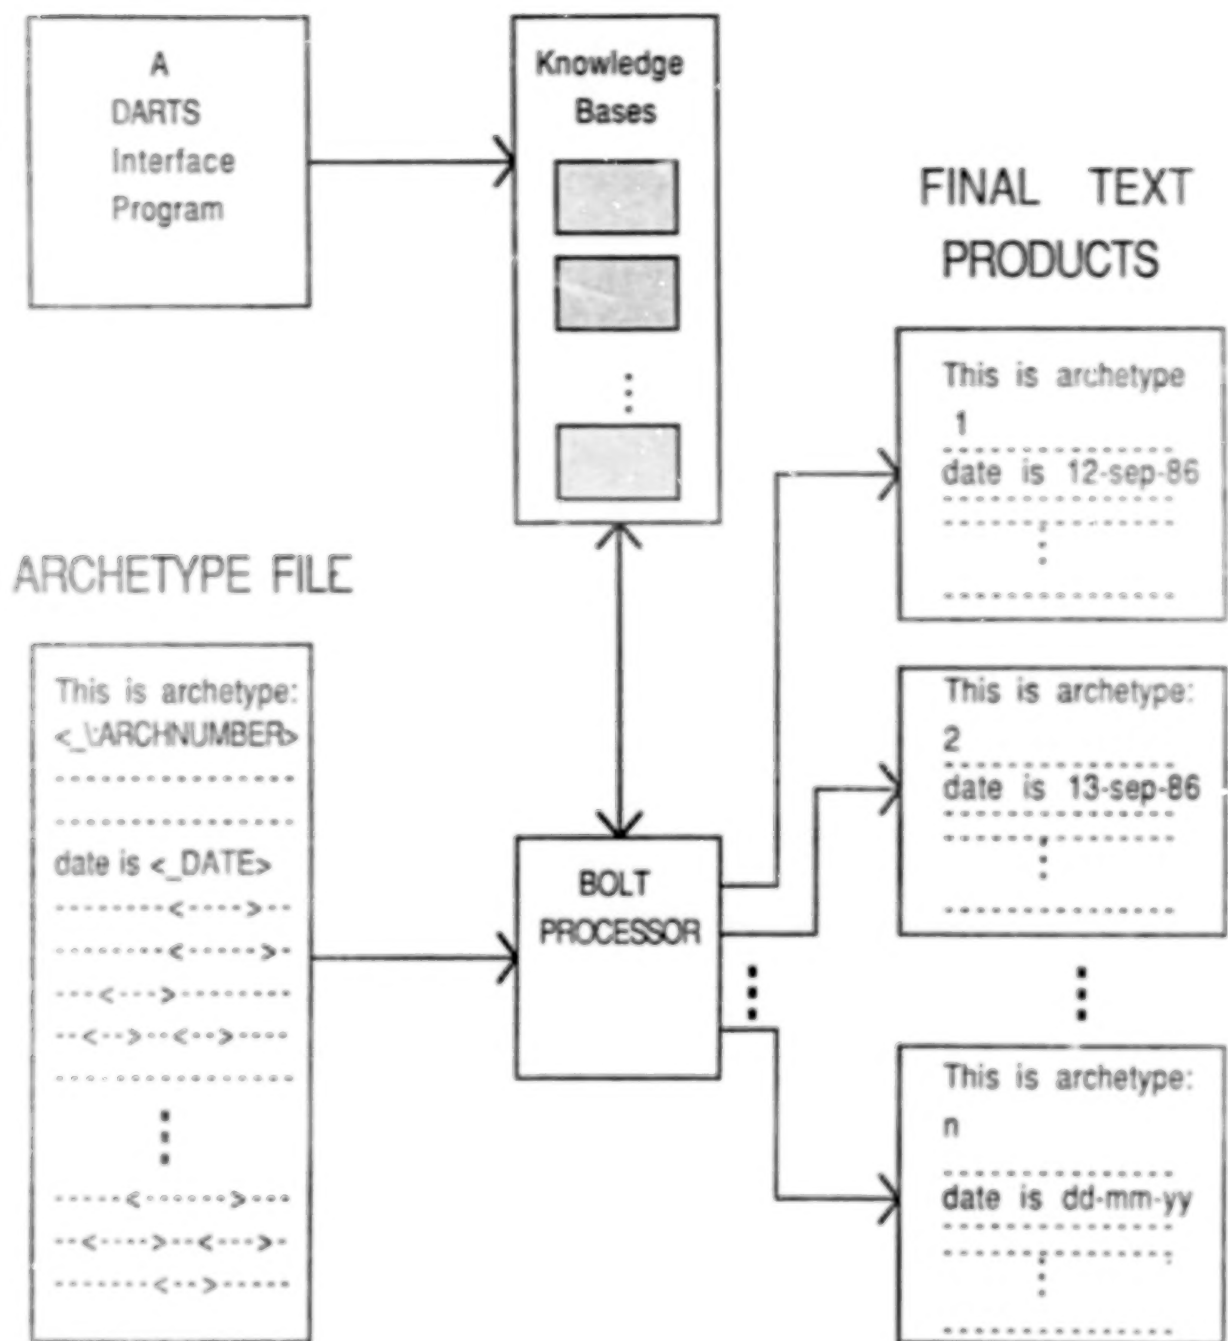 A
DARTS
Interface
Program
Knowledge
Bases
FINAL TEXT
PRODUCTS
This is archetype
1
date is 12-sep-86
ARCHETYPE FILE
This is archetype:
<_\:ARCHNUMBER>
date is <_DATE>
BOLT
PROCESSOR
This is archetype:
2
date is 13-sep-86
This is archetype:
n
date is dd-mm-yy